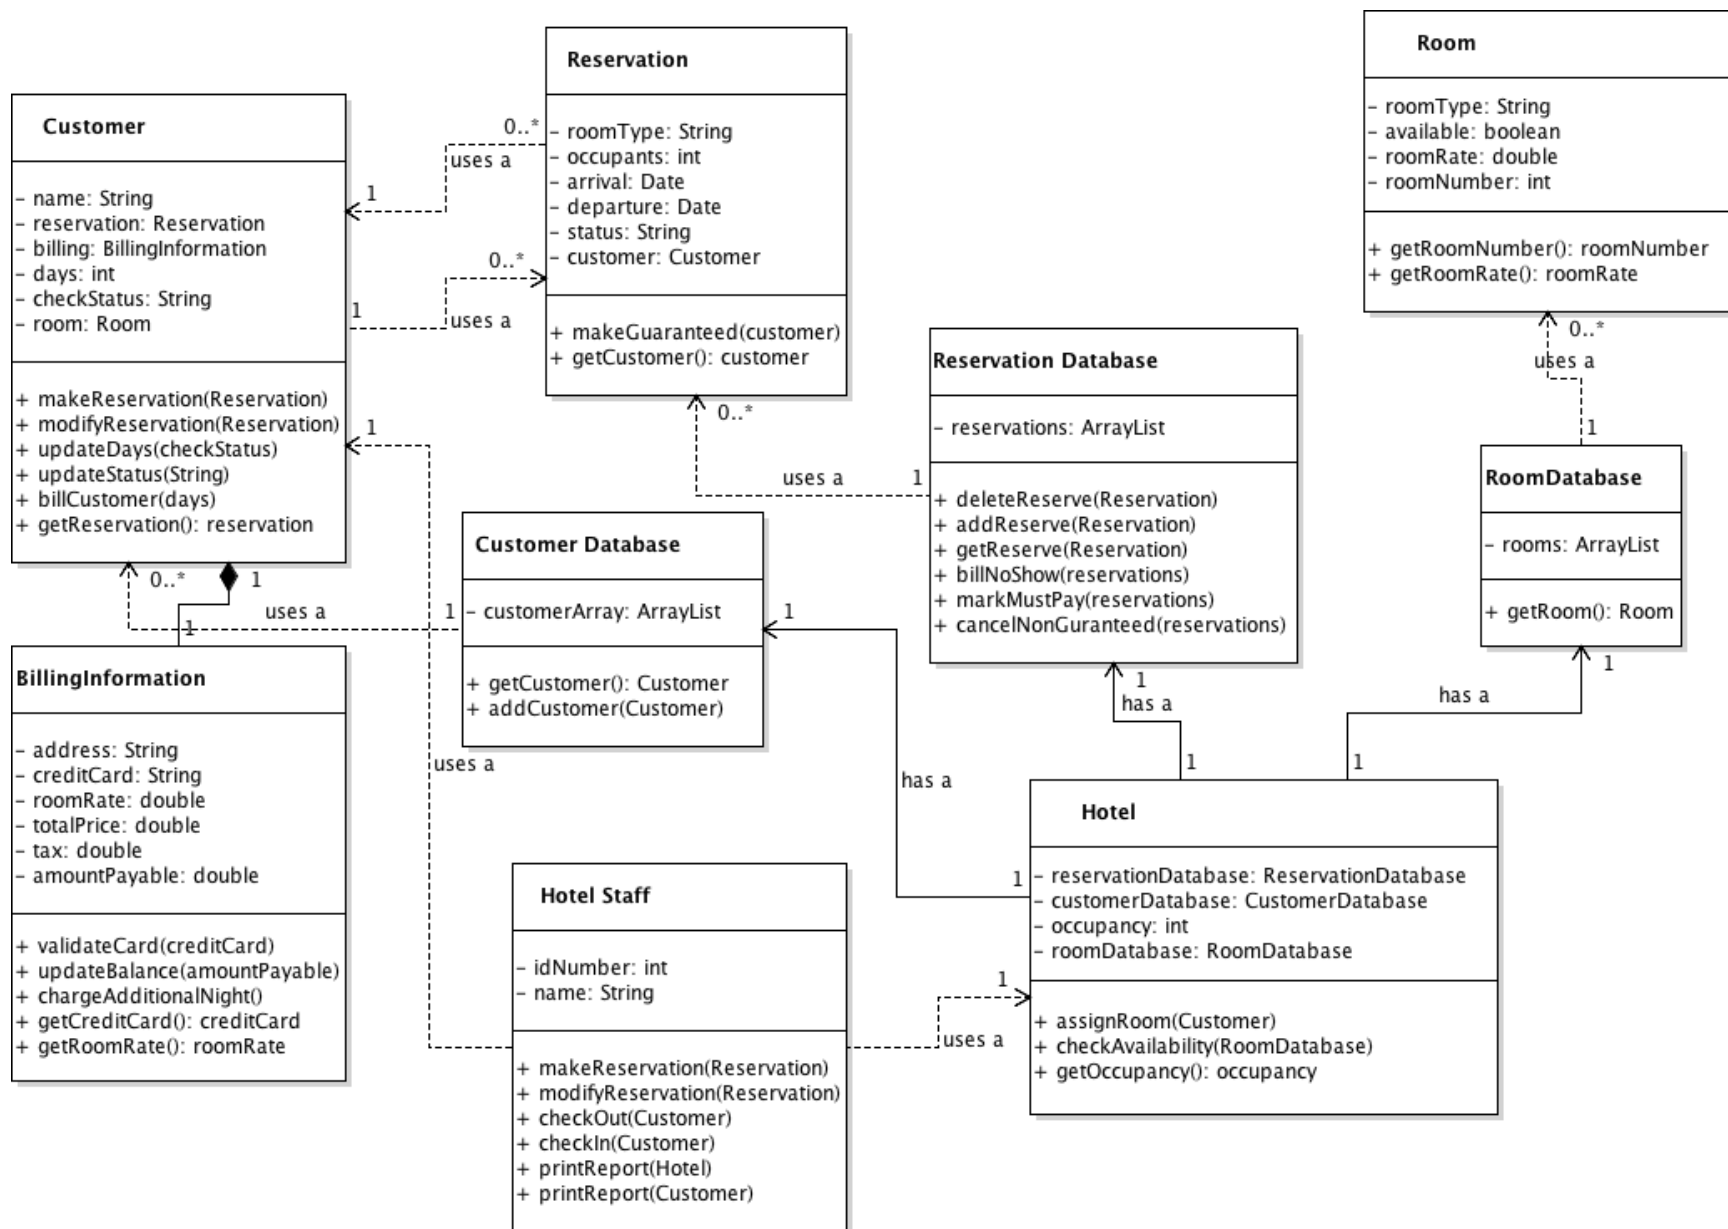 Customer
- name: String
- reservation: Reservation
- billing: BillingInformation
- days: int
- checkStatus: String
- room: Room
+ makeReservation(Reservation)
+ modifyReservation(Reservation)
+ updateDays(checkStatus)
+ updateStatus(String)
+ billCustomer(days)
+ getReservation(): reservation
Reservation
- roomType: String
- occupants: int
- arrival: Date
- departure: Date
- status: String
- customer: Customer
+ makeGuaranteed(customer)
+ getCustomer(): customer
0..*
uses a
1
0..*
1
uses a
Room
- roomType: String
- available: boolean
- roomRate: double
- roomNumber: int
+ getRoomNumber(): roomNumber
+ getRoomRate(): roomRate
0..*
uses a
1
Reservation Database
- reservations: ArrayList
+ deleteReserve(Reservation)
+ addReserve(Reservation)
+ getReserve(Reservation)
+ billNoShow(reservations)
+ markMustPay(reservations)
+ cancelNonGuranteed(reservations)
0..*
uses a
1
RoomDatabase
- rooms: ArrayList
+ getRoom(): Room
1
has a
1
1
has a
1
Customer Database
- customerArray: ArrayList
+ getCustomer(): Customer
+ addCustomer(Customer)
0..*
uses a
1
1
1
1
has a
1
BillingInformation
- address: String
- creditCard: String
- roomRate: double
- totalPrice: double
- tax: double
- amountPayable: double
+ validateCard(creditCard)
+ updateBalance(amountPayable)
+ chargeAdditionalNight()
+ getCreditCard(): creditCard
+ getRoomRate(): roomRate
1
uses a
Hotel Staff
- idNumber: int
- name: String
+ makeReservation(Reservation)
+ modifyReservation(Reservation)
+ checkOut(Customer)
+ checkIn(Customer)
+ printReport(Hotel)
+ printReport(Customer)
1
uses a
Hotel
- reservationDatabase: ReservationDatabase
- customerDatabase: CustomerDatabase
- occupancy: int
- roomDatabase: RoomDatabase
+ assignRoom(Customer)
+ checkAvailability(RoomDatabase)
+ getOccupancy(): occupancy